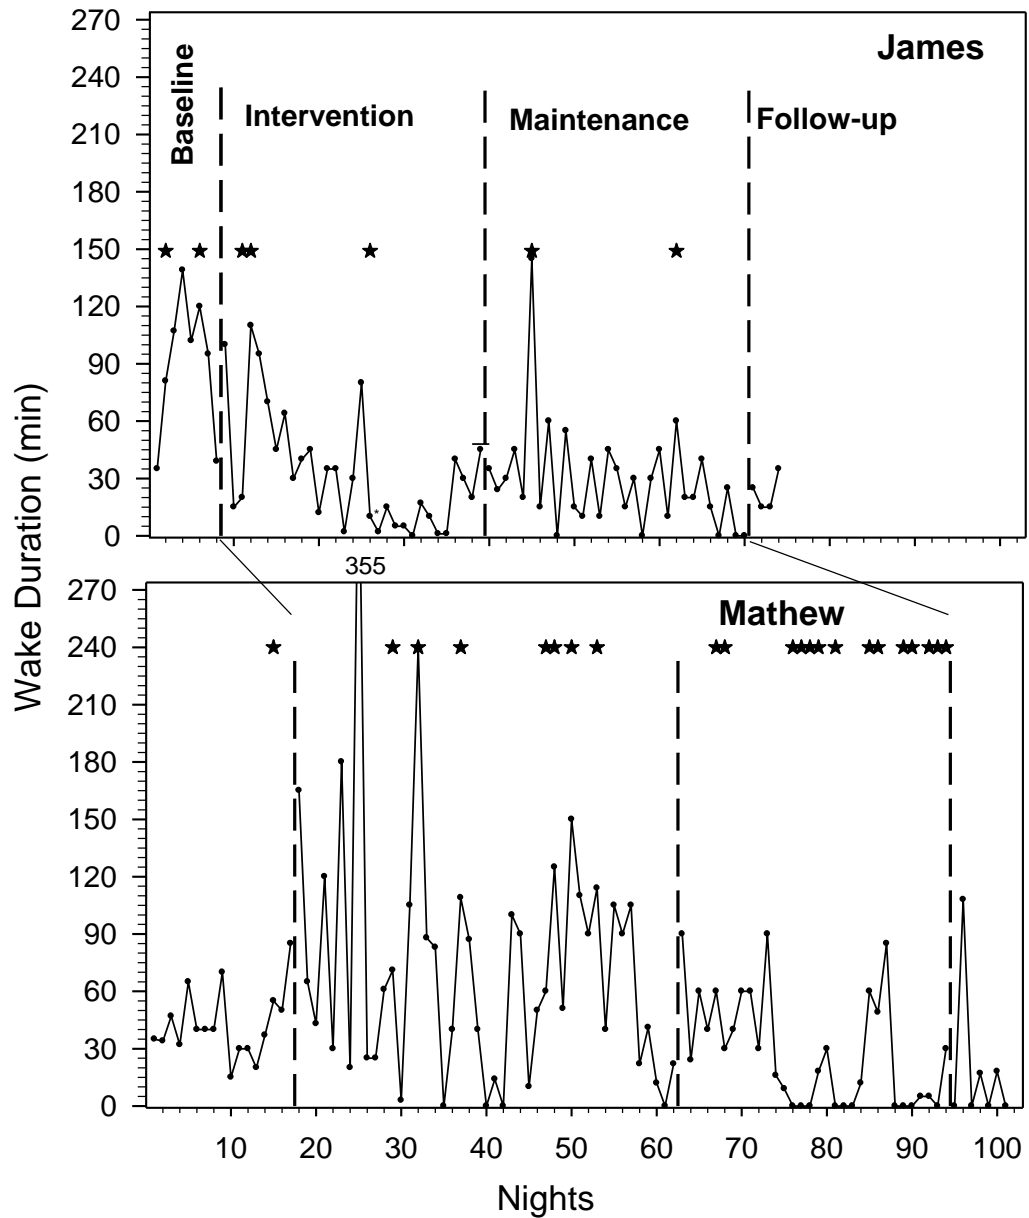 270
James
240
Baseline
Intervention
Maintenance
Follow-up
210
180
150
120
90
60
30
0
355
270
Mathew
240
210
180
150
120
90
60
30
0
10 20 30 40 50 60 70 80 90 100
Wake Duration (min)
Nights